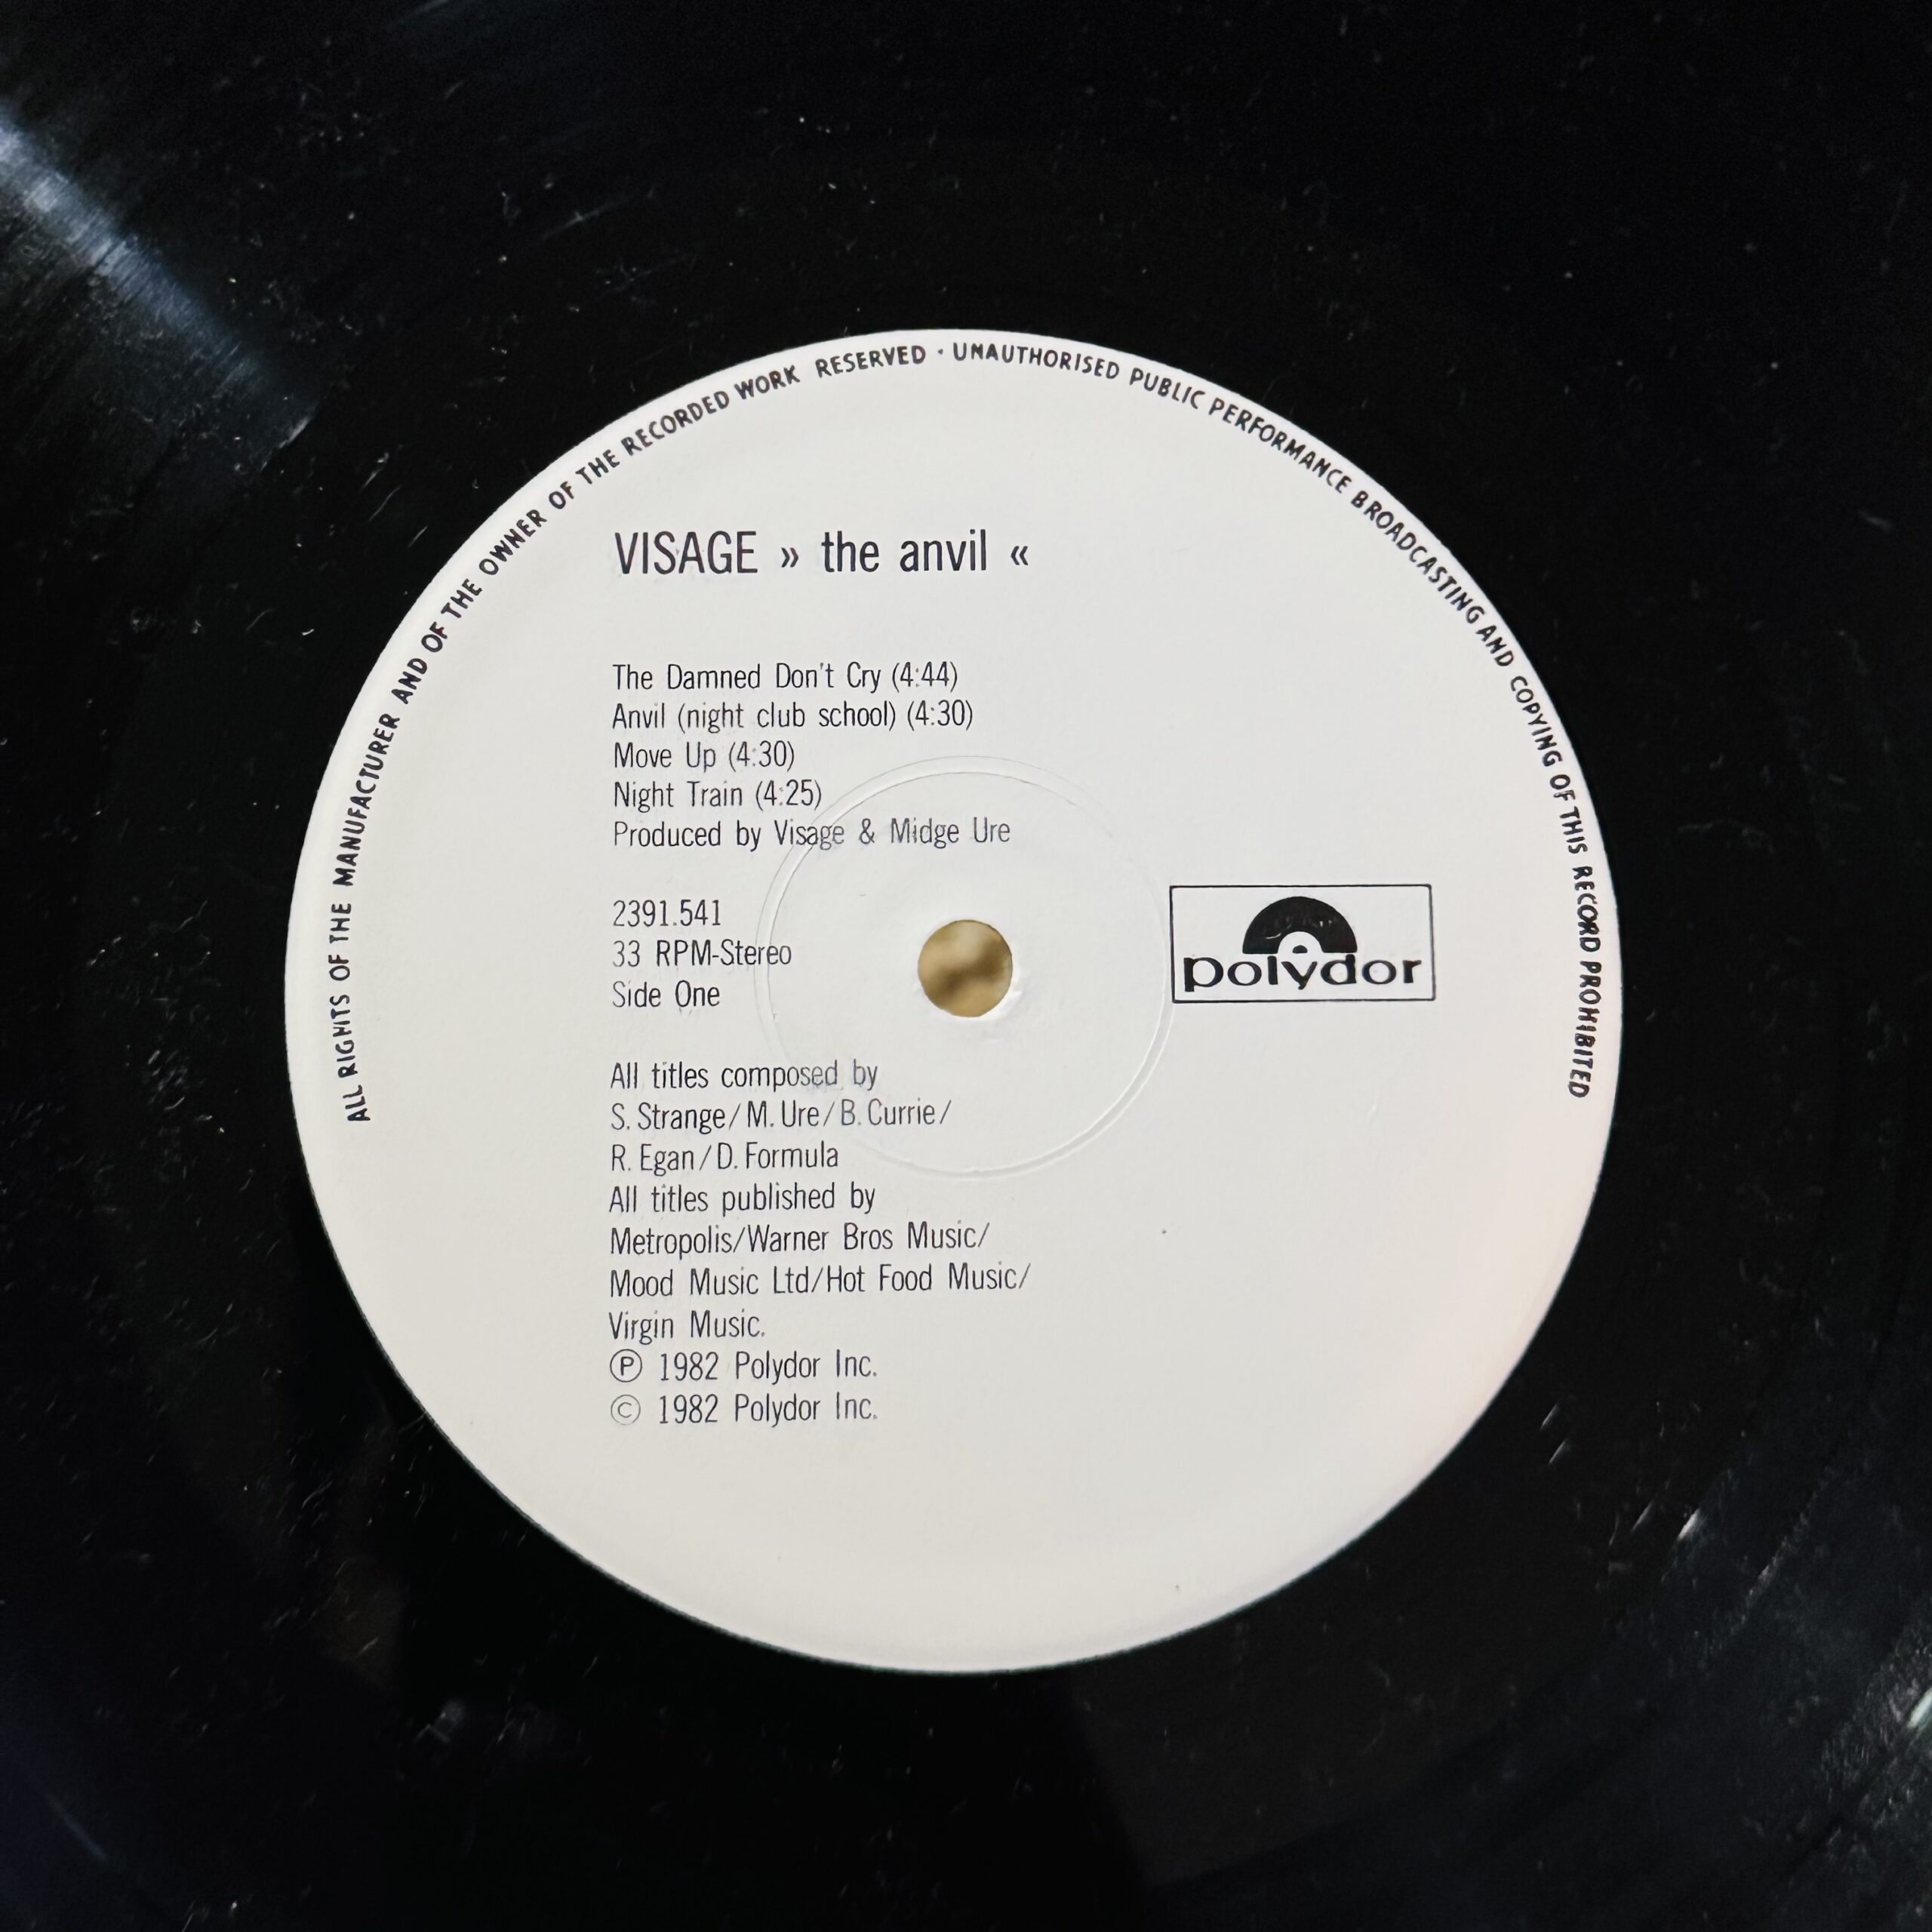 ALL RIGHTS OF THE MANUFACTURER AND OF THE OWNER OF THE RECORDED WORK RESERVED · UNAUTHORISED PUBLIC PERFORMANCE BROADCASTING AND COPYING OF THIS RECORD PROHIBITED
VISAGE » the anvil «
The Damned Don't Cry (4:44)
Anvil (night club school) (4:30)
Move Up (4:30)
Night Train (4:25)
Produced by Visage & Midge Ure
2391.541
33 RPM-Stereo
Side One
polydor
All titles composed by
S. Strange/M. Ure/B. Currie/
R. Egan/D. Formula
All titles published by
Metropolis/Warner Bros Music/
Mood Music Ltd/Hot Food Music/
Virgin Music.
℗ 1982 Polydor Inc.
© 1982 Polydor Inc.